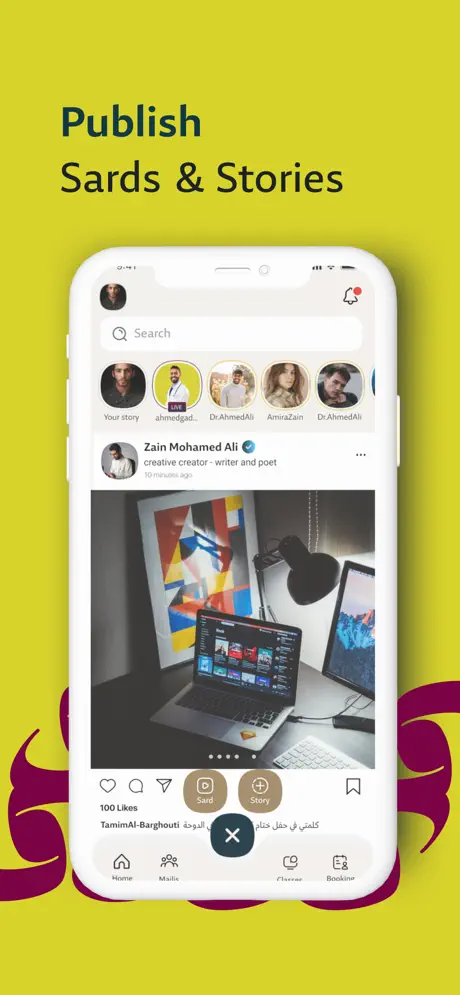 Publish
Sards & Stories
9:41
Search
Your story
LIVE
ahmedgad...
Dr.AhmedAli
AmiraZain
Dr.AhmedAli
Zain Mohamed Ali
creative creator - writer and poet
10 minutes ago
Sard
Story
100 Likes
TamimAl-Barghouti كلمتي في حفل ختام الدوحة
Home
Majlis
Classes
Booking